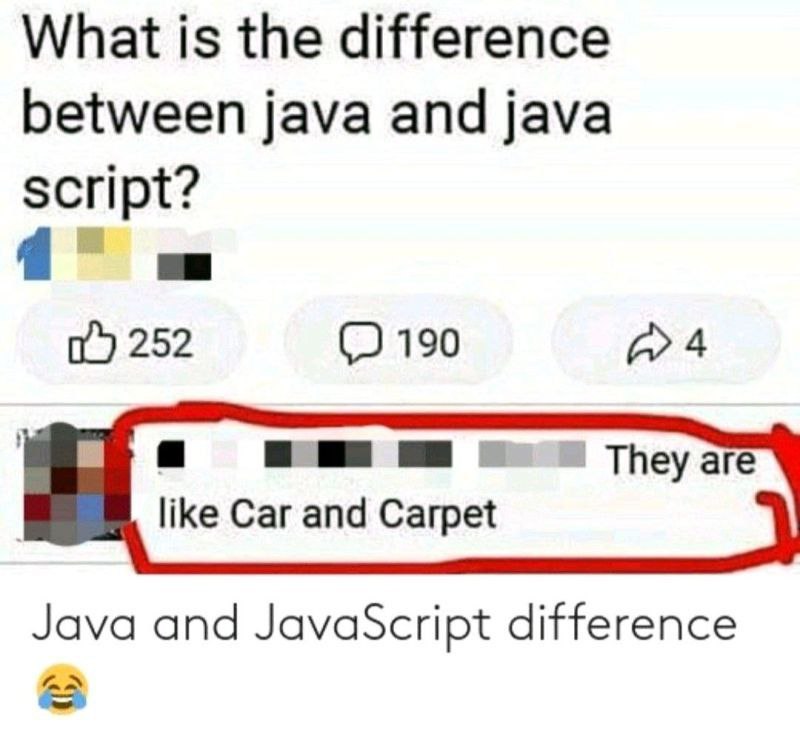 What is the difference
between java and java
script?
252 190 4
They are
like Car and Carpet
Java and JavaScript difference
😂